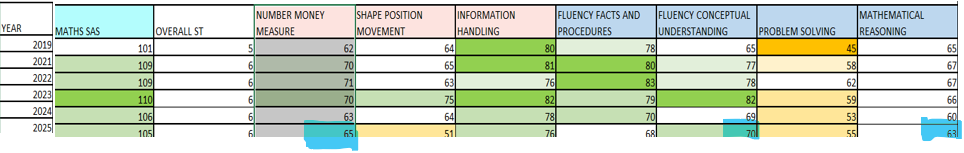 YEAR MATHS SAS OVERALL ST NUMBER MONEY MEASURE SHAPE POSITION MOVEMENT INFORMATION HANDLING FLUENCY FACTS AND PROCEDURES FLUENCY CONCEPTUAL UNDERSTANDING PROBLEM SOLVING MATHEMATICAL REASONING
2019 101 5 62 64 80 78 65 45 65
2021 109 6 70 65 81 80 77 58 67
2022 109 6 71 63 76 83 78 62 67
2023 110 6 70 75 82 79 82 59 66
2024 106 6 63 64 78 70 69 53 60
2025 105 6 65 51 76 68 70 55 63